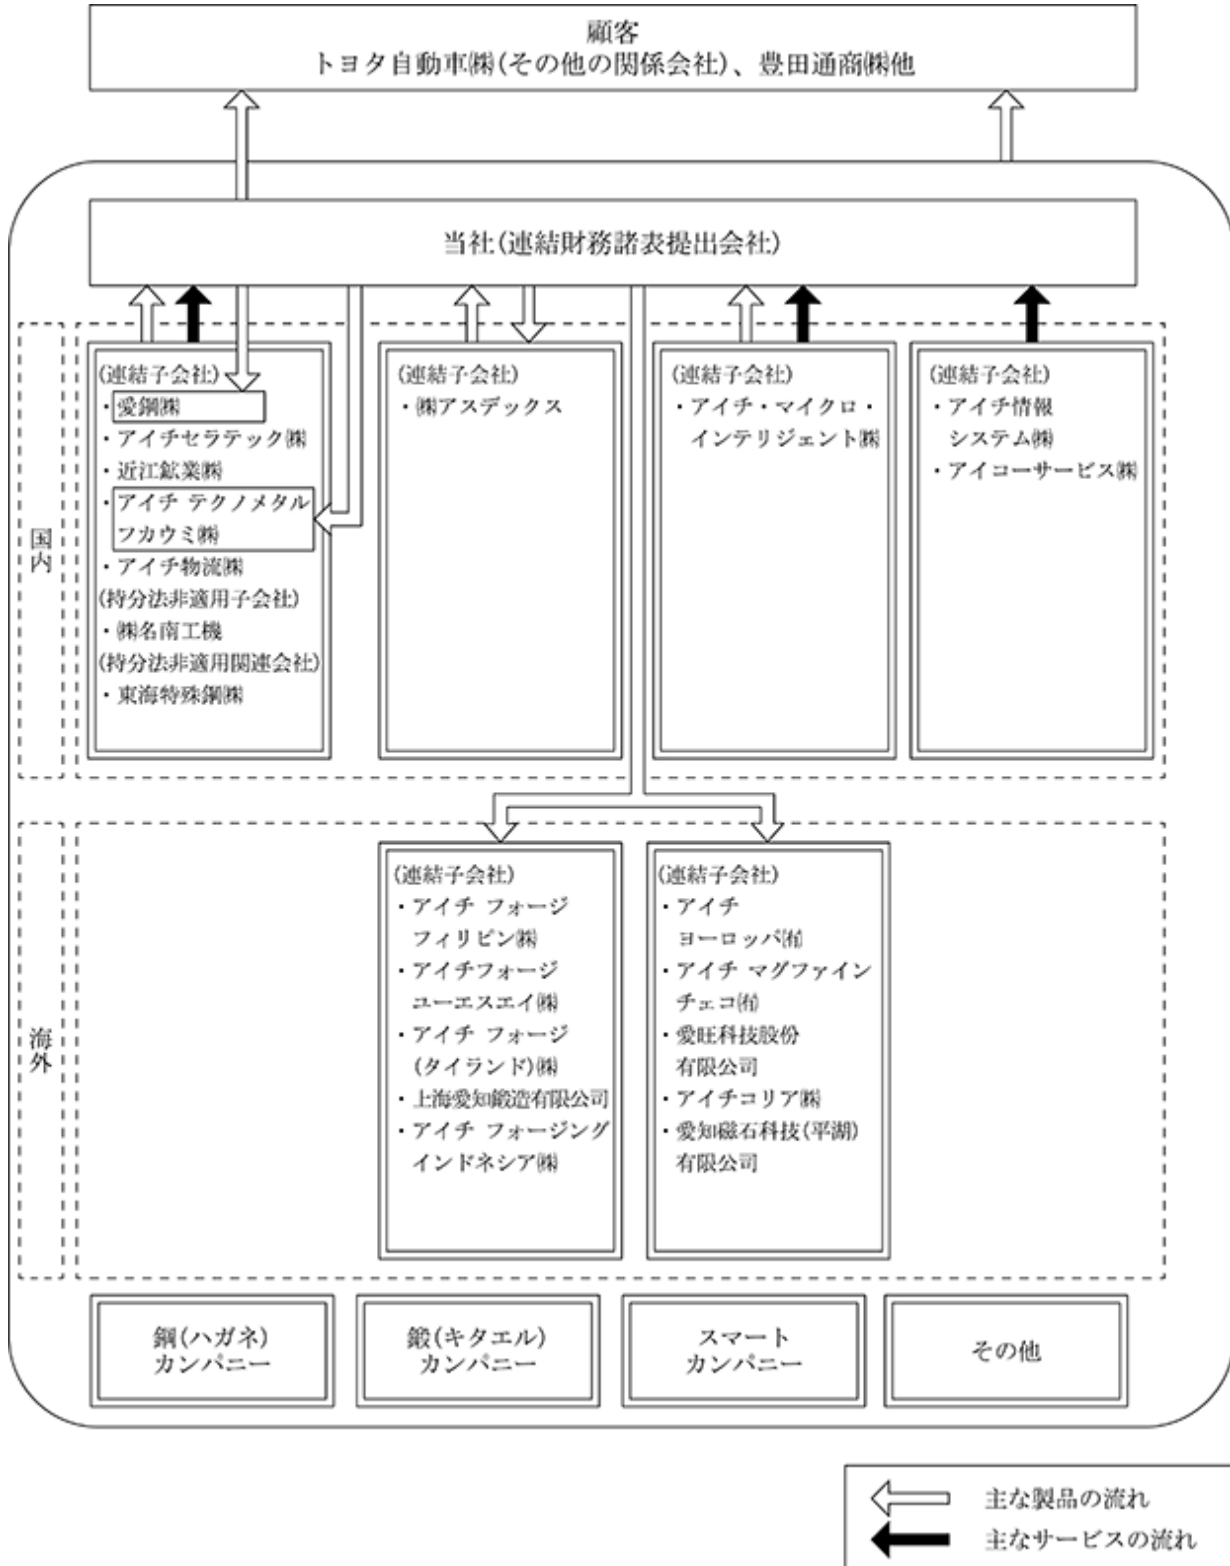 顧客
トヨタ自動車㈱(その他の関係会社)、豊田通商㈱他
当社(連結財務諸表提出会社)
国内
(連結子会社)
・愛鋼㈱
・アイチセラテック㈱
・近江鉱業㈱
・アイチ テクノメタル
フカウミ㈱
・アイチ物流㈱
(持分法非適用子会社)
・㈱名南工機
(持分法非適用関連会社)
・東海特殊鋼㈱
(連結子会社)
・㈱アスデックス
(連結子会社)
・アイチ・マイクロ・
インテリジェント㈱
(連結子会社)
・アイチ情報
システム㈱
・アイコーサービス㈱
海外
(連結子会社)
・アイチ フォージ
フィリピン㈱
・アイチフォージ
ユーエスエイ㈱
・アイチ フォージ
(タイランド)㈱
・上海愛知鍛造有限公司
・アイチ フォージング
インドネシア㈱
(連結子会社)
・アイチ
ヨーロッパ㈲
・アイチ マグファイン
チェコ㈲
・愛旺科技股份
有限公司
・アイチコリア㈱
・愛知磁石科技(平湖)
有限公司
鋼(ハガネ)
カンパニー
鍛(キタエル)
カンパニー
スマート
カンパニー
その他
主な製品の流れ
主なサービスの流れ